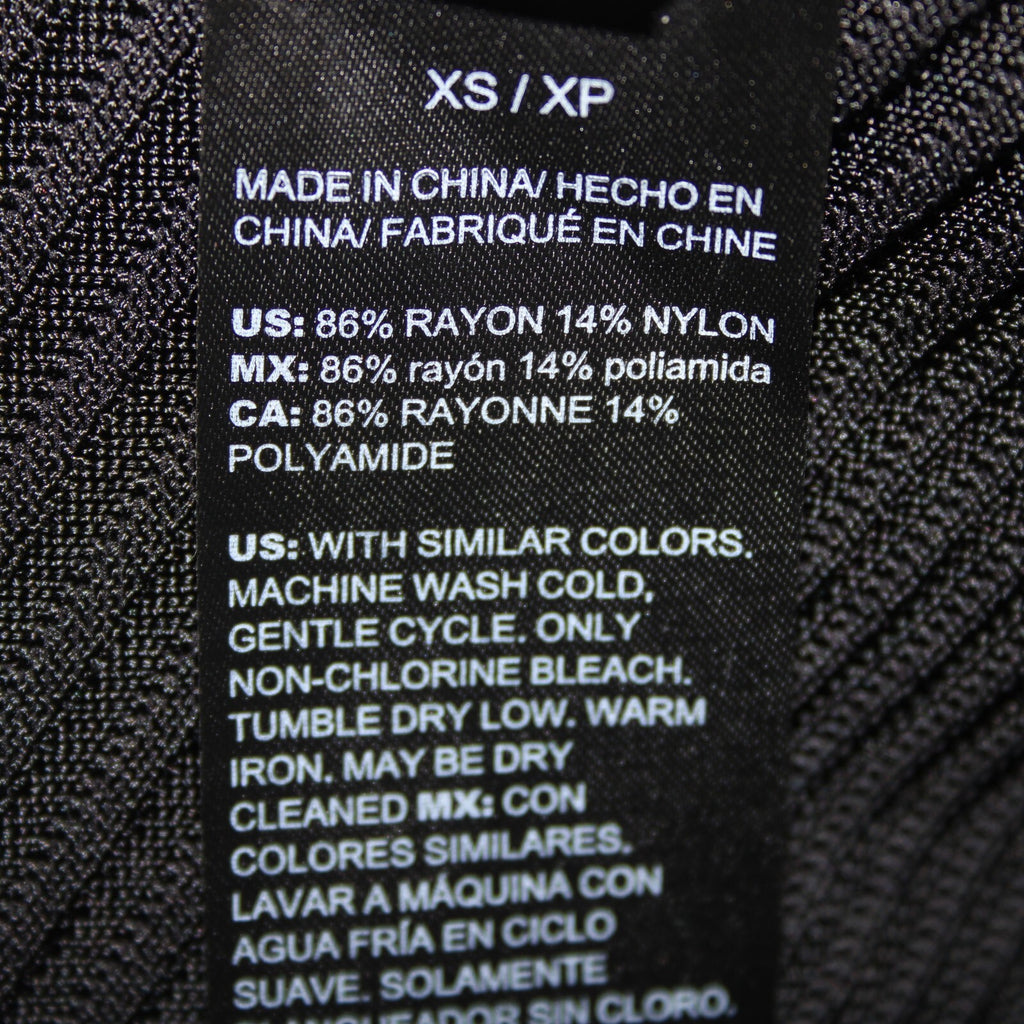 XS / XP
MADE IN CHINA/ HECHO EN
CHINA/ FABRIQUÉ EN CHINE
US: 86% RAYON 14% NYLON
MX: 86% rayón 14% poliamida
CA: 86% RAYONNE 14%
POLYAMIDE
US: WITH SIMILAR COLORS.
MACHINE WASH COLD,
GENTLE CYCLE. ONLY
NON-CHLORINE BLEACH.
TUMBLE DRY LOW. WARM
IRON. MAY BE DRY
CLEANED MX: CON
COLORES SIMILARES.
LAVAR A MÁQUINA CON
AGUA FRÍA EN CICLO
SUAVE. SOLAMENTE
BLANQUEADOR SIN CLORO.